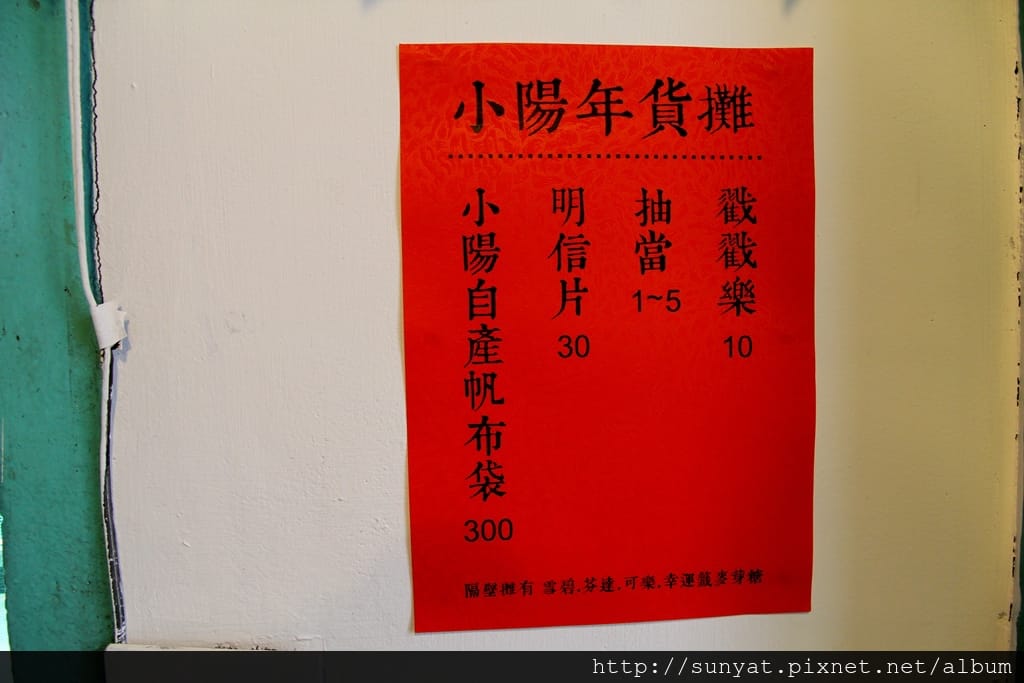 小陽年貨攤
戳戳樂 10
抽當 1~5
明信片 30
小陽自產帆布袋 300
隔壁攤有 雪碧.芬達.可樂.幸運籤麥芽糖
http://sunyat.pixnet.net/album